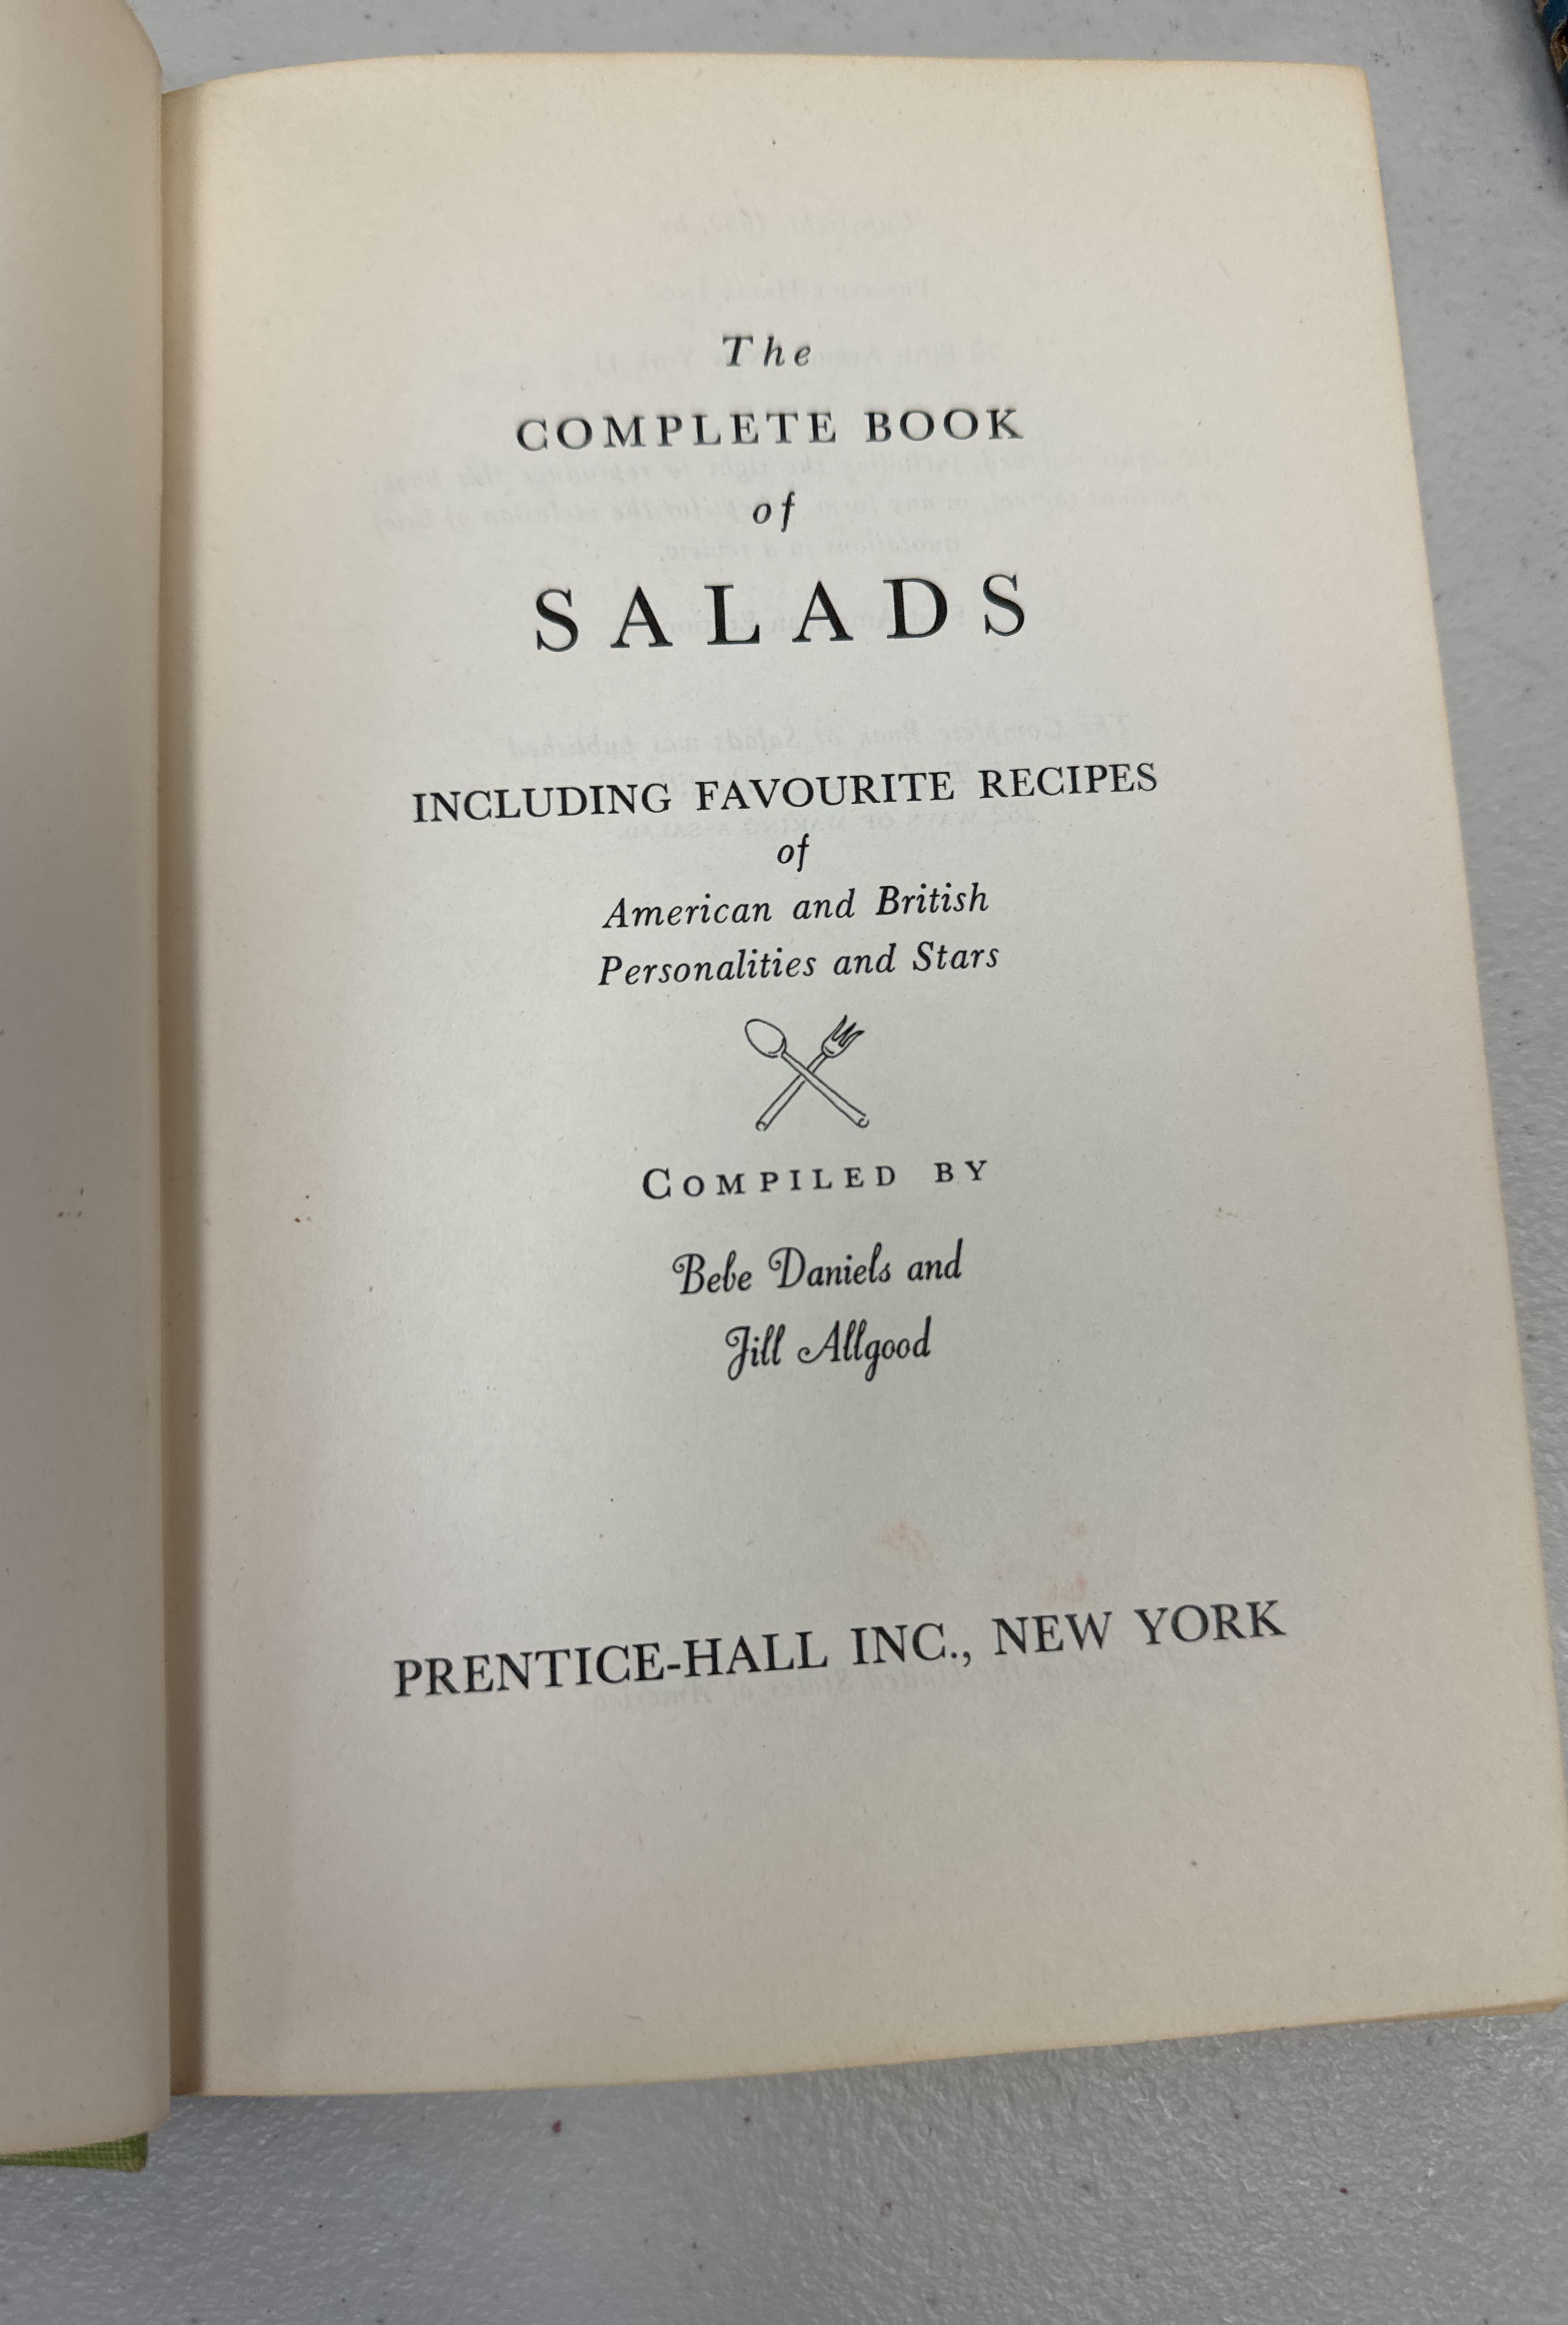 The
COMPLETE BOOK
of
SALADS
INCLUDING FAVOURITE RECIPES
of
American and British
Personalities and Stars
COMPILED BY
Bebe Daniels and
Jill Allgood
PRENTICE-HALL INC., NEW YORK